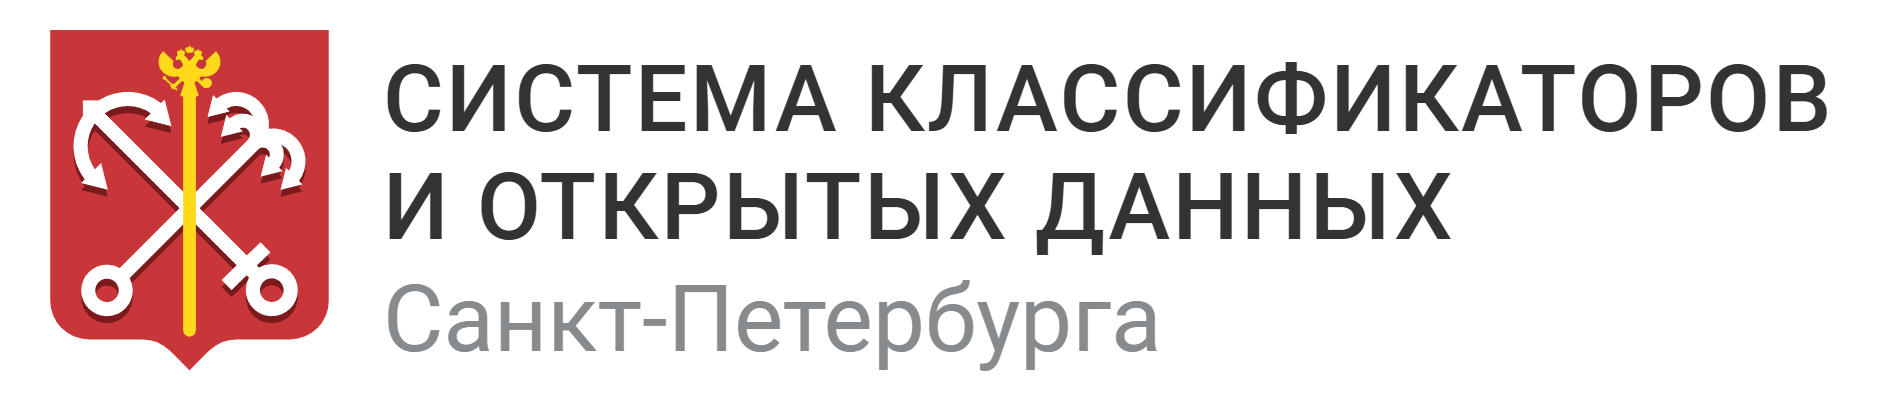 СИСТЕМА КЛАССИФИКАТОРОВ
И ОТКРЫТЫХ ДАННЫХ
Санкт-Петербурга